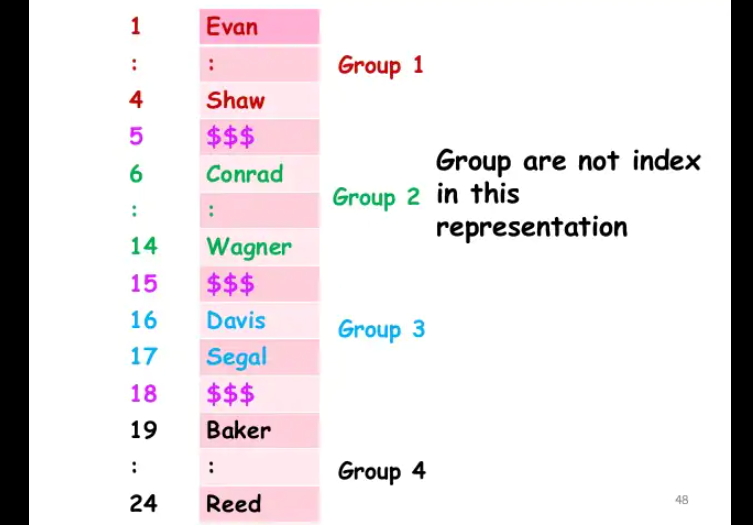 1 Evan
: :
Group 1
4 Shaw
5 $$$
6 Conrad
: :
Group 2
14 Wagner
15 $$$
16 Davis
Group 3
17 Segal
18 $$$
19 Baker
: :
Group 4
24 Reed
Group are not index
in this
representation
48